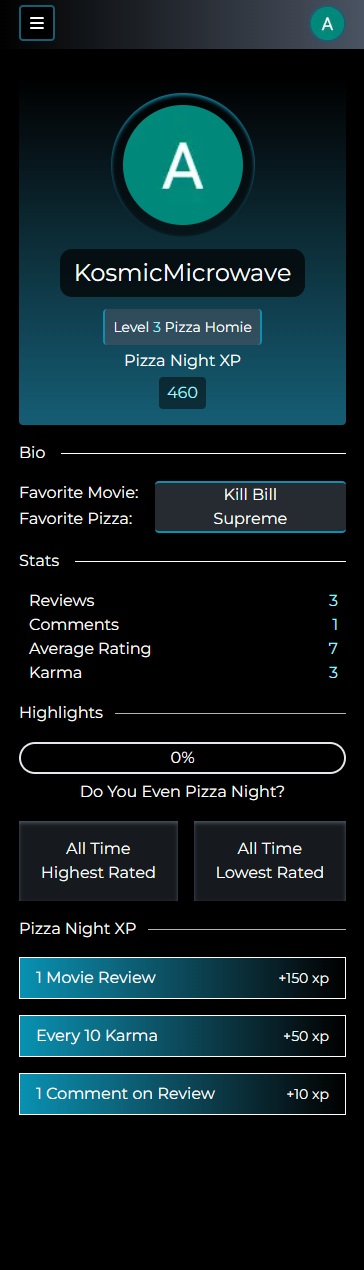 A
A
KosmicMicrowave
Level 3 Pizza Homie
Pizza Night XP
460
Bio
Favorite Movie: Kill Bill
Favorite Pizza: Supreme
Stats
Reviews 3
Comments 1
Average Rating 7
Karma 3
Highlights
0%
Do You Even Pizza Night?
All Time
Highest Rated
All Time
Lowest Rated
Pizza Night XP
1 Movie Review +150 xp
Every 10 Karma +50 xp
1 Comment on Review +10 xp